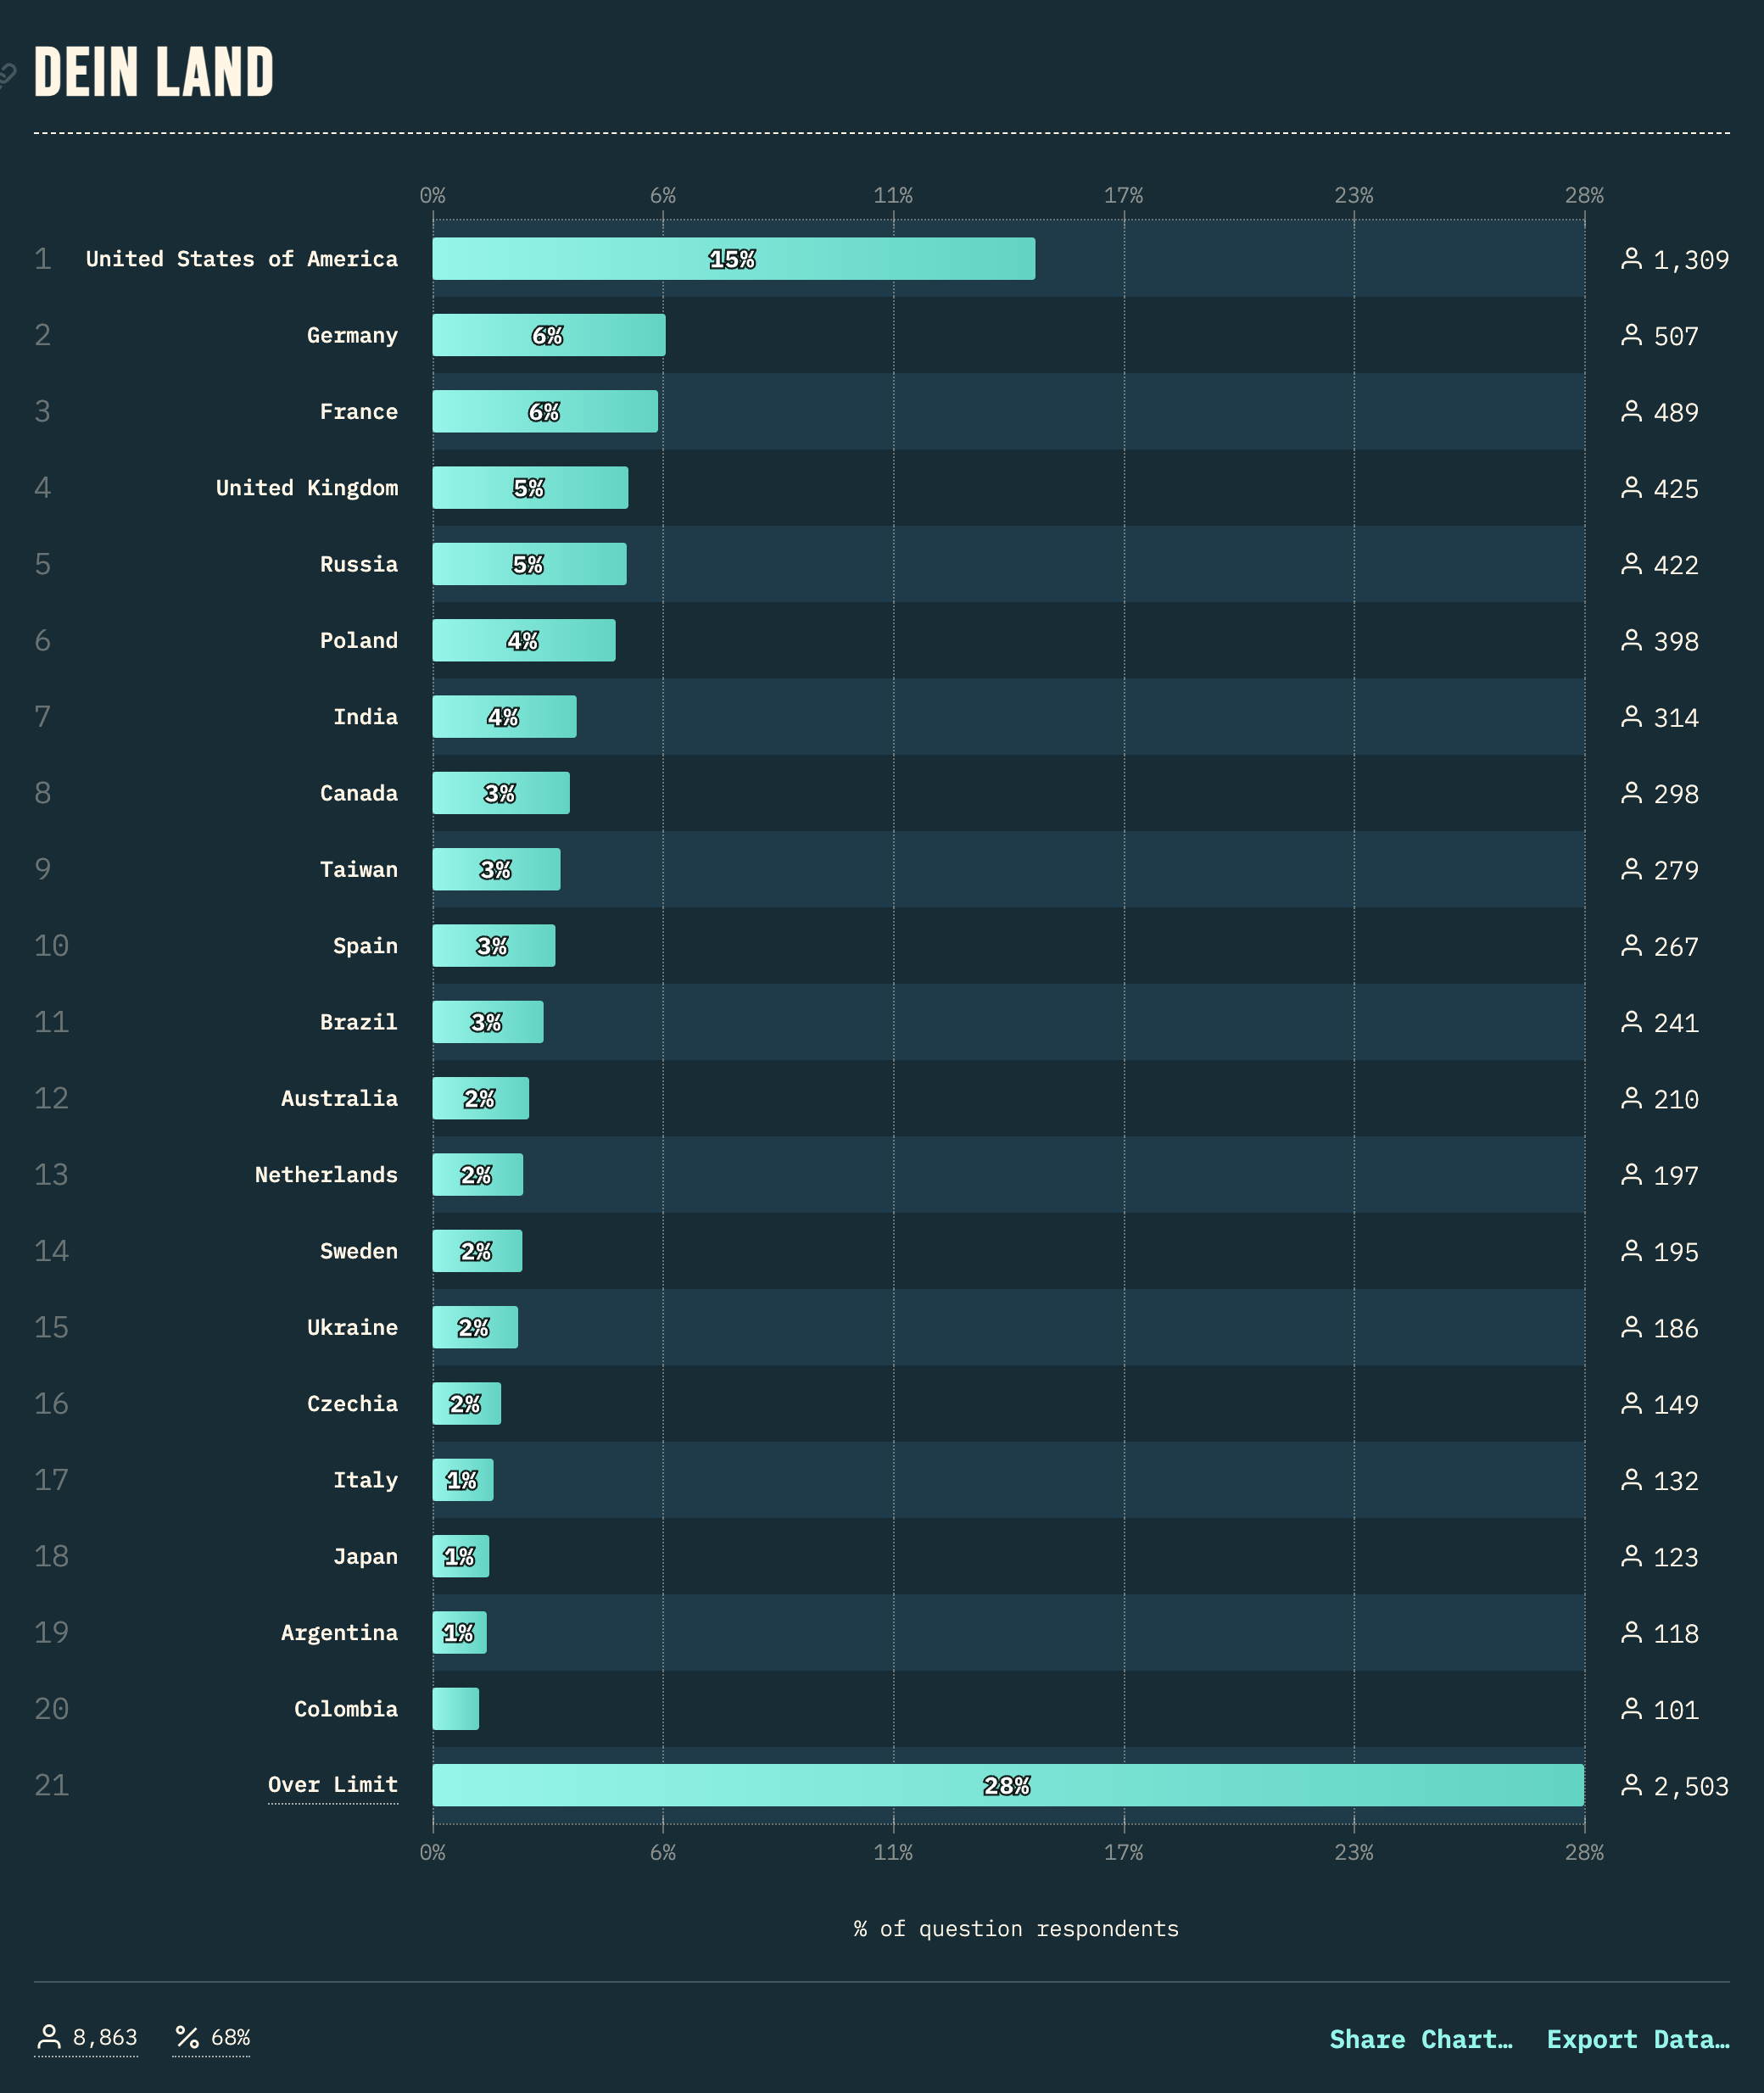 DEIN LAND
0% 6% 11% 17% 23% 28%
1 United States of America 15% 1,309
2 Germany 6% 507
3 France 6% 489
4 United Kingdom 5% 425
5 Russia 5% 422
6 Poland 4% 398
7 India 4% 314
8 Canada 3% 298
9 Taiwan 3% 279
10 Spain 3% 267
11 Brazil 3% 241
12 Australia 2% 210
13 Netherlands 2% 197
14 Sweden 2% 195
15 Ukraine 2% 186
16 Czechia 2% 149
17 Italy 1% 132
18 Japan 1% 123
19 Argentina 1% 118
20 Colombia 101
21 Over Limit 28% 2,503
0% 6% 11% 17% 23% 28%
% of question respondents
8,863 % 68% Share Chart… Export Data…